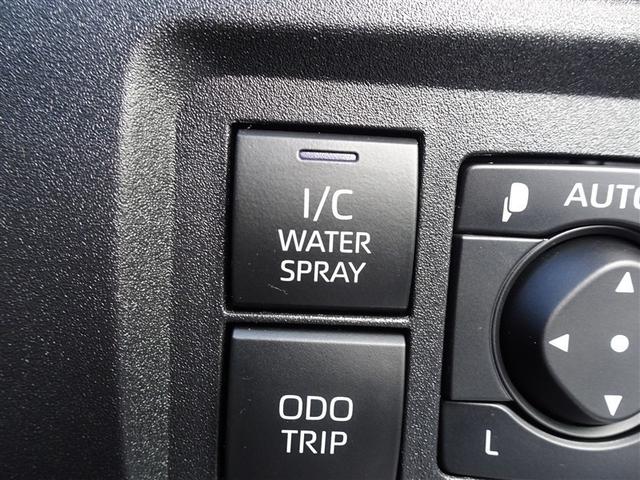 I/C
WATER
SPRAY
AUTO
ODO
TRIP
L